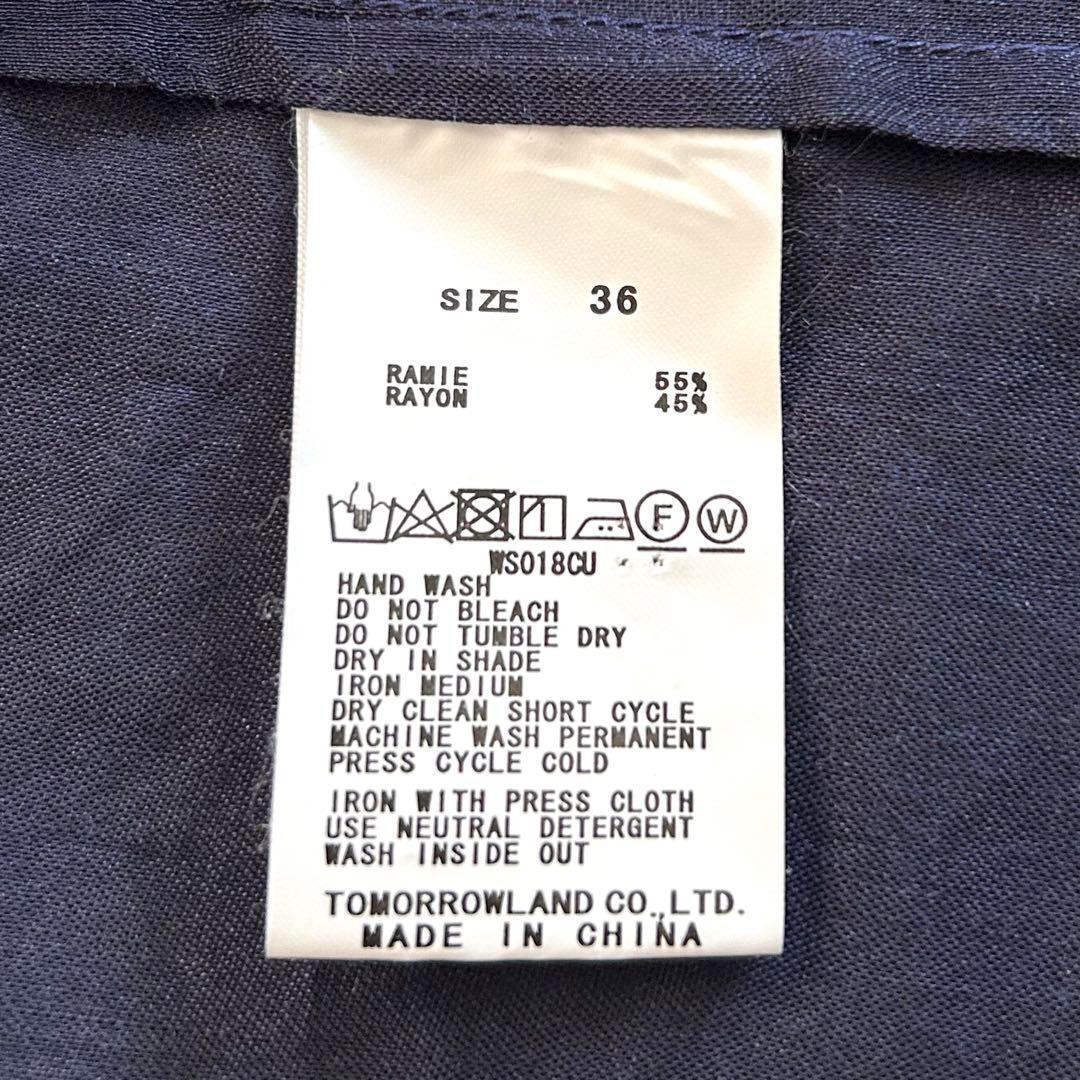 SIZE 36
RAMIE 55%
RAYON 45%
F W
WS018CU
HAND WASH
DO NOT BLEACH
DO NOT TUMBLE DRY
DRY IN SHADE
IRON MEDIUM
DRY CLEAN SHORT CYCLE
MACHINE WASH PERMANENT
PRESS CYCLE COLD
IRON WITH PRESS CLOTH
USE NEUTRAL DETERGENT
WASH INSIDE OUT
TOMORROWLAND CO.,LTD.
MADE IN CHINA